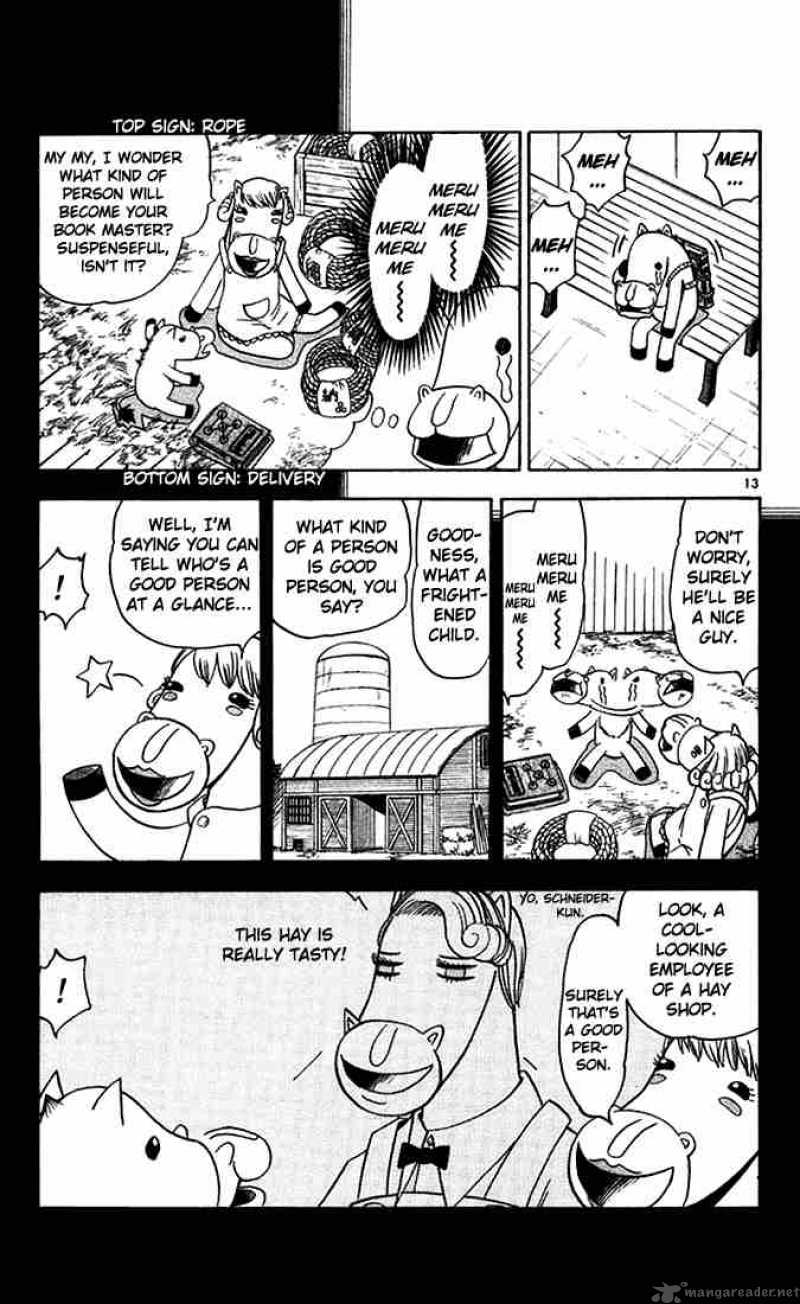 TOP SIGN: ROPE
MEH
...
MEH
...
MEH
...
MERU
MERU
ME
MERU
MERU
ME
MY MY, I WONDER
WHAT KIND OF
PERSON WILL
BECOME YOUR
BOOK MASTER?
SUSPENSEFUL,
ISN'T IT?
BOTTOM SIGN: DELIVERY
13
DON'T
WORRY,
SURELY
HE'LL BE
A NICE
GUY.
MERU
MERU
ME
MERU
MERU
ME
GOOD-
NESS,
WHAT A
FRIGHT-
ENED
CHILD.
WHAT KIND
OF A PERSON
IS GOOD
PERSON, YOU
SAY?
WELL, I'M
SAYING YOU CAN
TELL WHO'S A
GOOD PERSON
AT A GLANCE...
!
LOOK, A
COOL-
LOOKING
EMPLOYEE
OF A HAY
SHOP.
SURELY
THAT'S
A GOOD
PER-
SON.
YO, SCHNEIDER-
KUN.
THIS HAY IS
REALLY TASTY!
!
mangareader.net